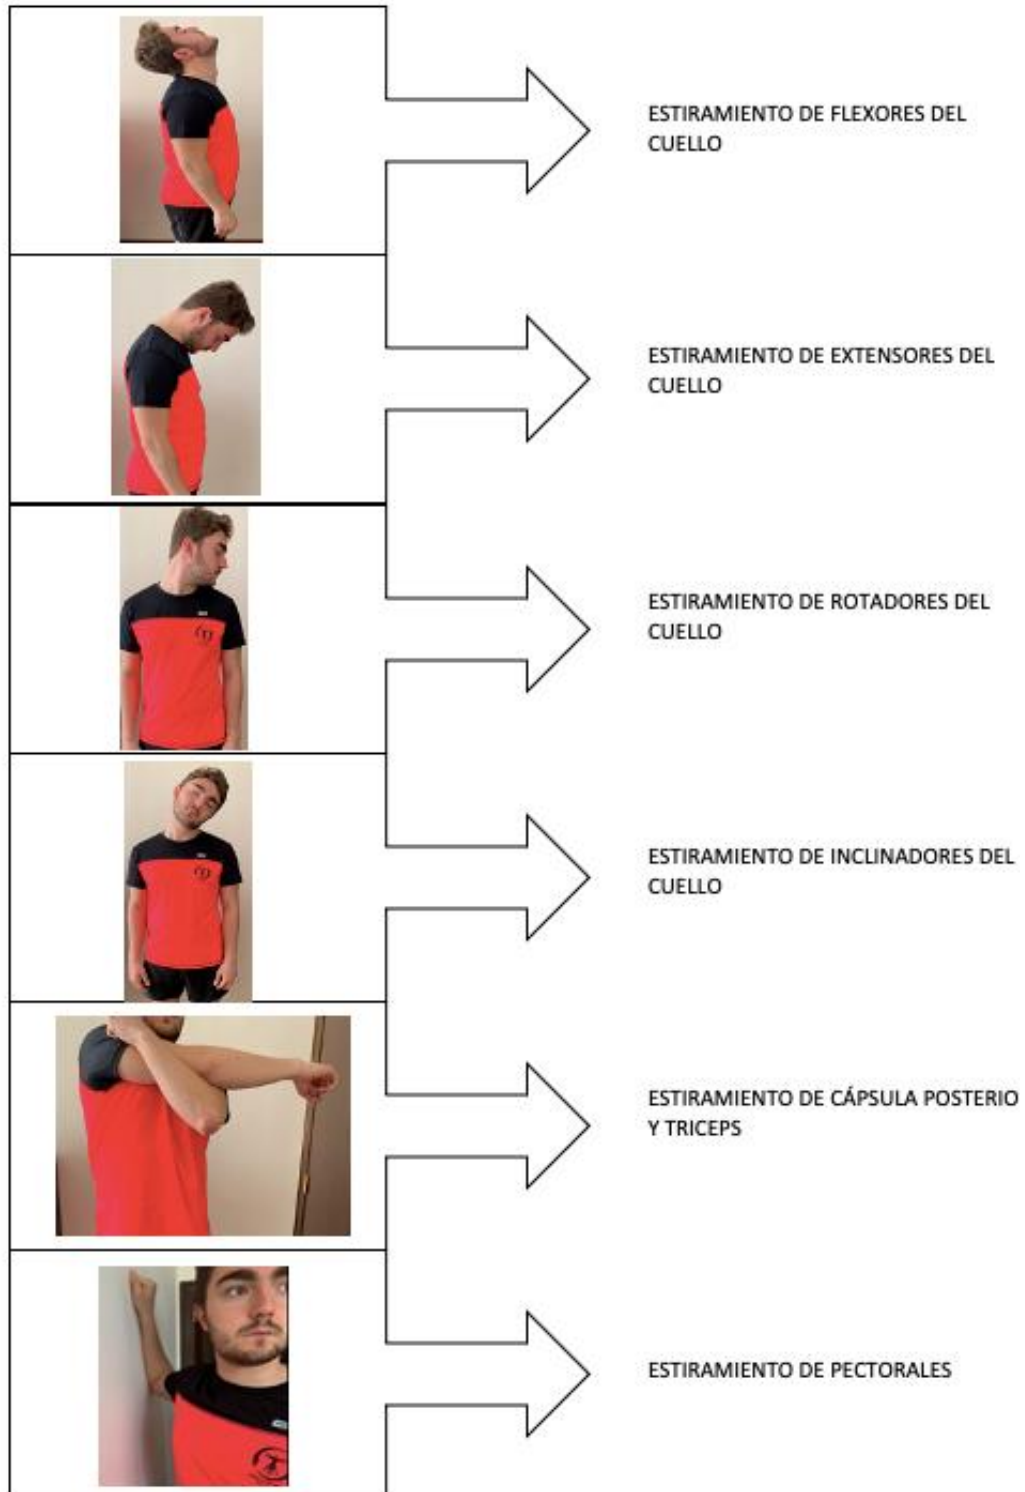 ESTIRAMIENTO DE FLEXORES DEL
CUELLO
ESTIRAMIENTO DE EXTENSORES DEL
CUELLO
ESTIRAMIENTO DE ROTADORES DEL
CUELLO
ESTIRAMIENTO DE INCLINADORES DEL
CUELLO
ESTIRAMIENTO DE CÁPSULA POSTERIO
Y TRICEPS
ESTIRAMIENTO DE PECTORALES